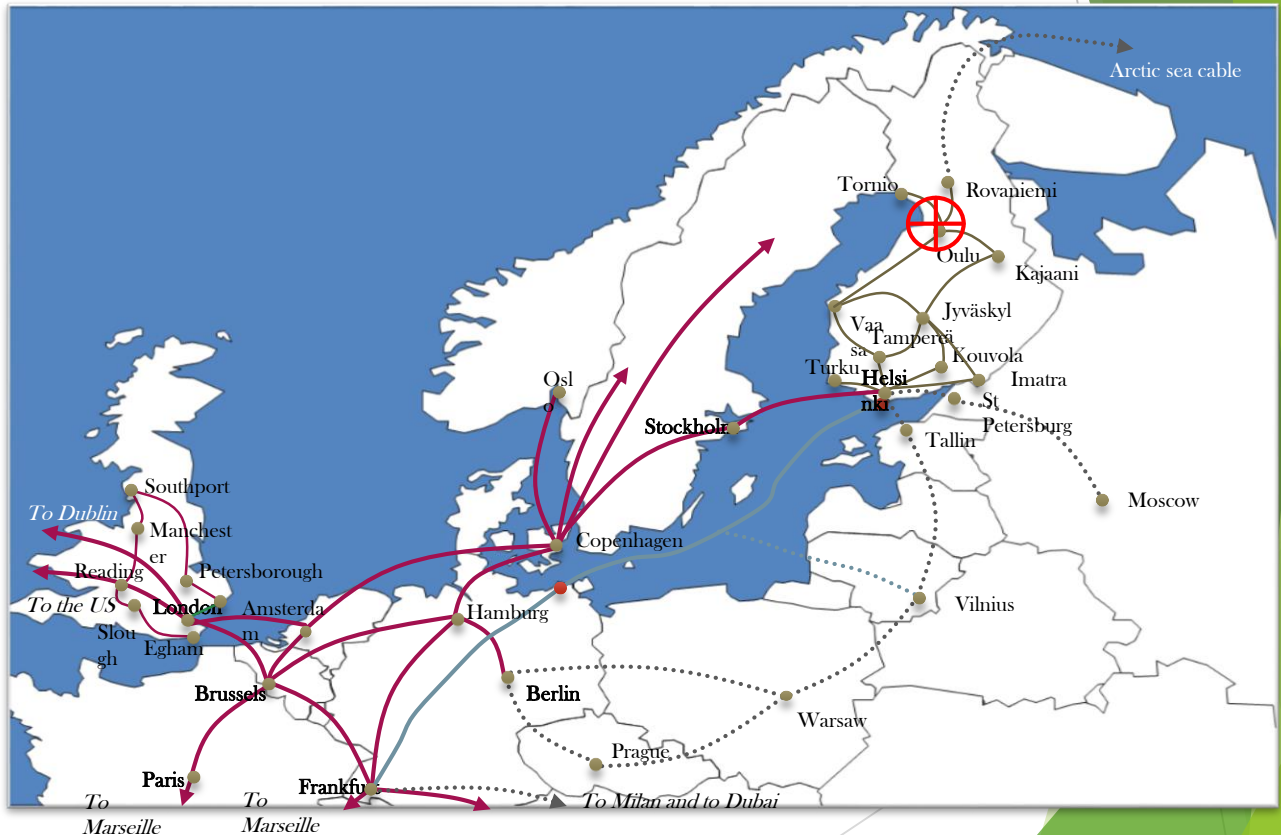 Arctic sea cable
Tornio
Rovaniemi
Oulu
Kajaani
Jyväskyl
ä
Vaa
sa
Tampere
Kouvola
Turku
Helsi
nki
Imatra
St
Petersburg
Osl
o
Stockholm
Tallin
Moscow
Southport
To Dublin
Manchest
er
Copenhagen
Reading
Petersborough
To the US
London
Amsterda
m
Hamburg
Vilnius
Slou
gh
Egham
Brussels
Berlin
Warsaw
Prague
Paris
Frankfurt
To
Marseille
To
Marseille
To Milan and to Dubai